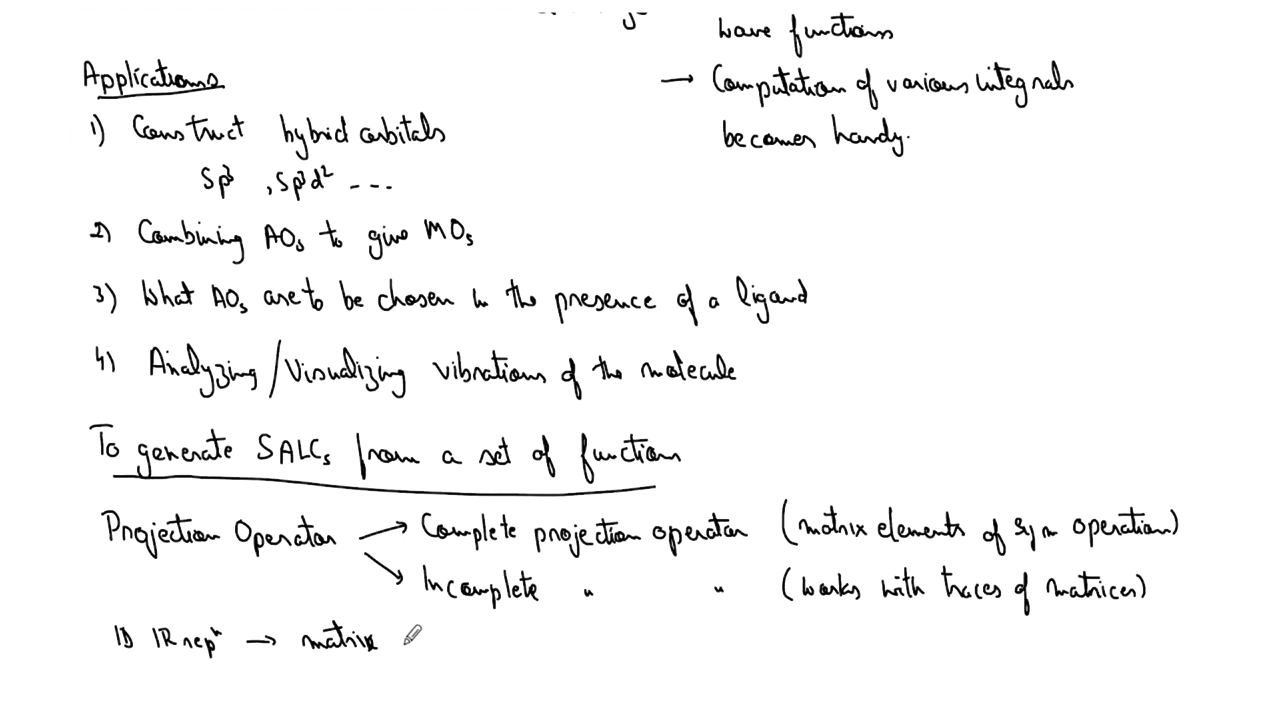 wave functions
→ Computation of various integrals
becomes handy.
Applications
1) Construct hybrid orbitals
sp³, sp³d² ---
2) Combining AOs to give MOs
3) What AOs are to be chosen in the presence of a ligand
4) Analyzing/Visualizing vibrations of the molecule
To generate SALCs from a set of functions
Projection Operator → Complete projection operator (matrix elements of sym operation)
→ Incomplete " " (works with traces of matrices)
1D IR repⁿ → matrix